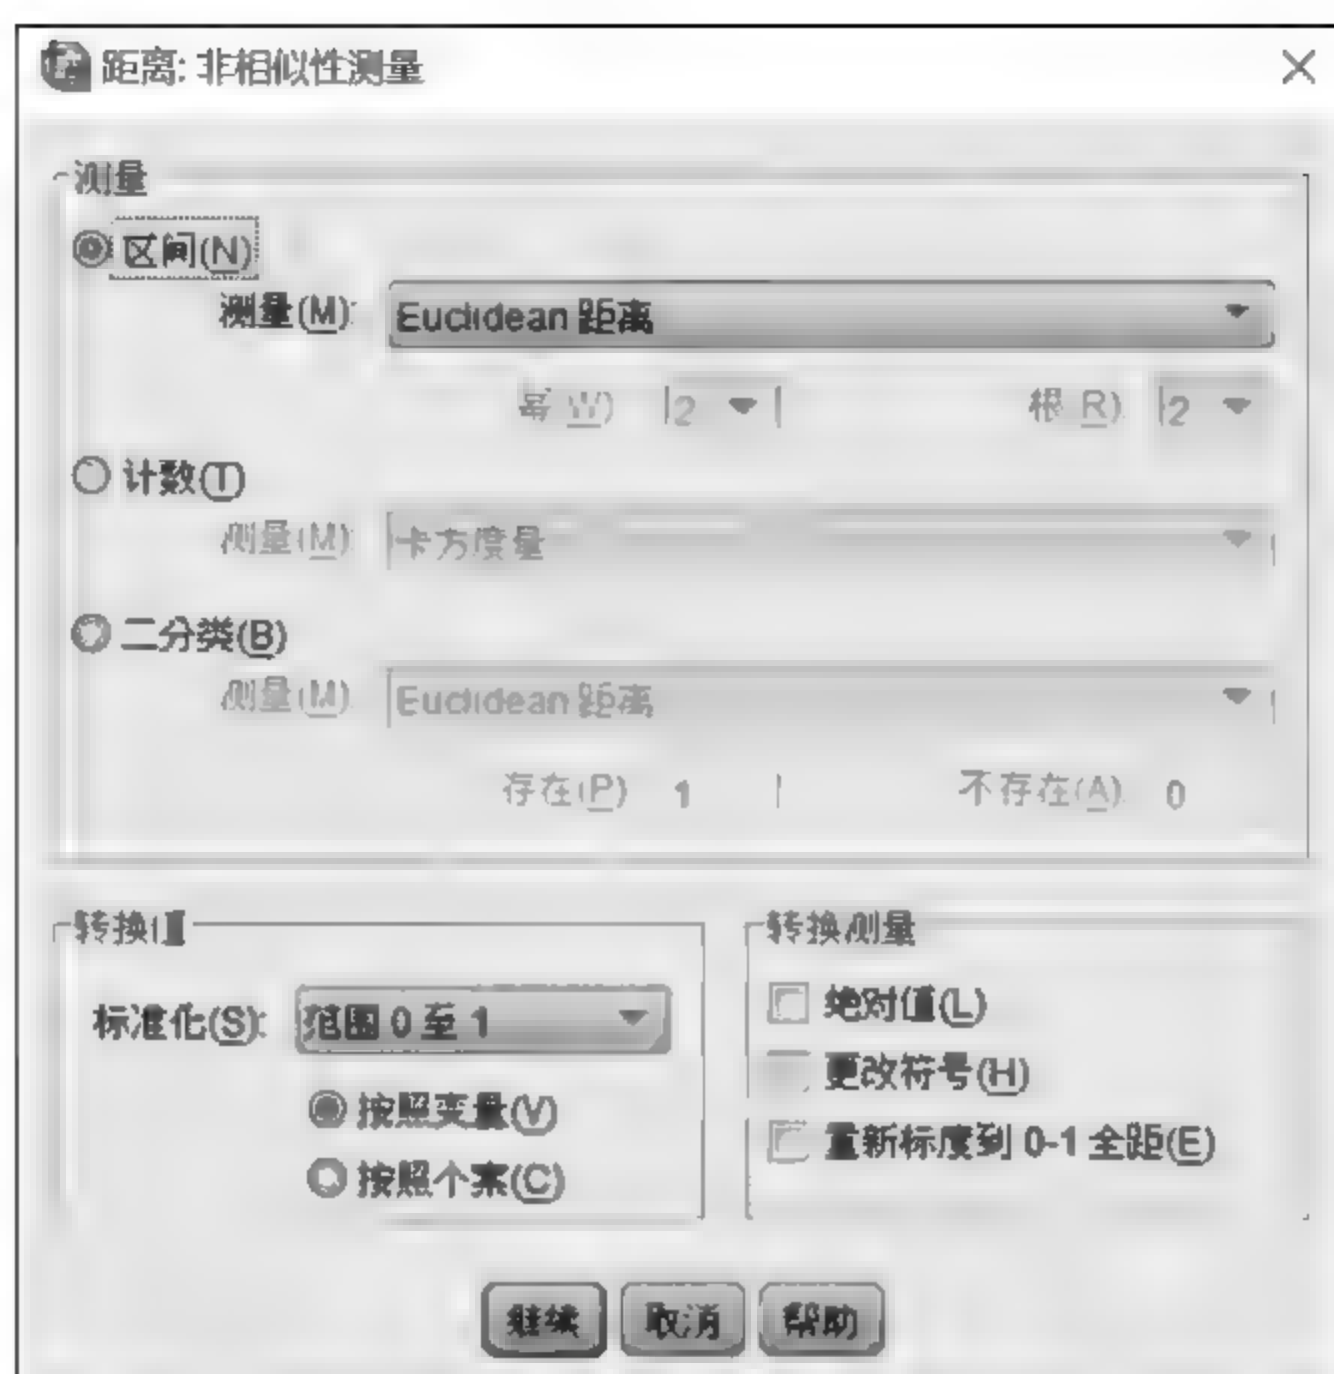 距离: 非相似性测量
测量
区间(N)
测量(M): Euclidean 距离
幂 W) 2 根 R) 2
计数(T)
测量(M) 卡方度量
二分类(B)
测量(M) Euclidean 距离
存在(P) 1 不存在(A) 0
转换值 转换测量
标准化(S): 范围 0 至 1 绝对值(L)
更改符号(H)
按照变量(V) 重新标度到 0-1 全距(E)
按照个案(C)
继续 取消 帮助